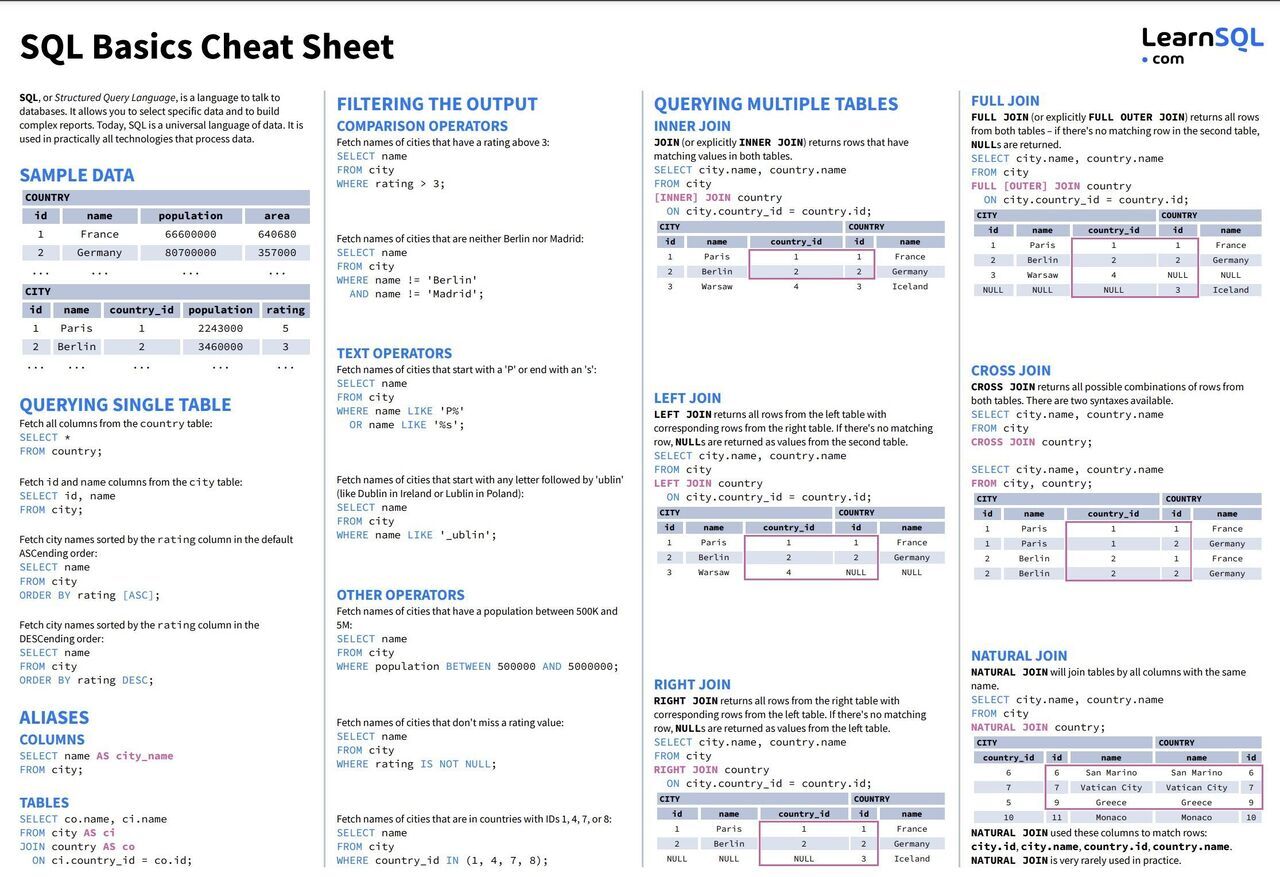 SQL Basics Cheat Sheet
LearnSQL
• com
SQL, or Structured Query Language, is a language to talk to
databases. It allows you to select specific data and to build
complex reports. Today, SQL is a universal language of data. It is
used in practically all technologies that process data.
SAMPLE DATA
COUNTRY
id name population area
1 France 66600000 640680
2 Germany 80700000 357000
... ... ... ...
CITY
id name country_id population rating
1 Paris 1 2243000 5
2 Berlin 2 3460000 3
... ... ... ... ...
QUERYING SINGLE TABLE
Fetch all columns from the country table:
SELECT *
FROM country;
Fetch id and name columns from the city table:
SELECT id, name
FROM city;
Fetch city names sorted by the rating column in the default
ASCending order:
SELECT name
FROM city
ORDER BY rating [ASC];
Fetch city names sorted by the rating column in the
DESCending order:
SELECT name
FROM city
ORDER BY rating DESC;
ALIASES
COLUMNS
SELECT name AS city_name
FROM city;
TABLES
SELECT co.name, ci.name
FROM city AS ci
JOIN country AS co
ON ci.country_id = co.id;
FILTERING THE OUTPUT
COMPARISON OPERATORS
Fetch names of cities that have a rating above 3:
SELECT name
FROM city
WHERE rating > 3;
Fetch names of cities that are neither Berlin nor Madrid:
SELECT name
FROM city
WHERE name != 'Berlin'
AND name != 'Madrid';
TEXT OPERATORS
Fetch names of cities that start with a 'P' or end with an 's':
SELECT name
FROM city
WHERE name LIKE 'P%'
OR name LIKE '%s';
Fetch names of cities that start with any letter followed by 'ublin'
(like Dublin in Ireland or Lublin in Poland):
SELECT name
FROM city
WHERE name LIKE '_ublin';
OTHER OPERATORS
Fetch names of cities that have a population between 500K and
5M:
SELECT name
FROM city
WHERE population BETWEEN 500000 AND 5000000;
Fetch names of cities that don't miss a rating value:
SELECT name
FROM city
WHERE rating IS NOT NULL;
Fetch names of cities that are in countries with IDs 1, 4, 7, or 8:
SELECT name
FROM city
WHERE country_id IN (1, 4, 7, 8);
QUERYING MULTIPLE TABLES
INNER JOIN
JOIN (or explicitly INNER JOIN) returns rows that have
matching values in both tables.
SELECT city.name, country.name
FROM city
[INNER] JOIN country
ON city.country_id = country.id;
CITY COUNTRY
id name country_id id name
1 Paris 1 1 France
2 Berlin 2 2 Germany
3 Warsaw 4 3 Iceland
LEFT JOIN
LEFT JOIN returns all rows from the left table with
corresponding rows from the right table. If there's no matching
row, NULLs are returned as values from the second table.
SELECT city.name, country.name
FROM city
LEFT JOIN country
ON city.country_id = country.id;
CITY COUNTRY
id name country_id id name
1 Paris 1 1 France
2 Berlin 2 2 Germany
3 Warsaw 4 NULL NULL
RIGHT JOIN
RIGHT JOIN returns all rows from the right table with
corresponding rows from the left table. If there's no matching
row, NULLs are returned as values from the left table.
SELECT city.name, country.name
FROM city
RIGHT JOIN country
ON city.country_id = country.id;
CITY COUNTRY
id name country_id id name
1 Paris 1 1 France
2 Berlin 2 2 Germany
NULL NULL NULL 3 Iceland
FULL JOIN
FULL JOIN (or explicitly FULL OUTER JOIN) returns all rows
from both tables – if there's no matching row in the second table,
NULLs are returned.
SELECT city.name, country.name
FROM city
FULL [OUTER] JOIN country
ON city.country_id = country.id;
CITY COUNTRY
id name country_id id name
1 Paris 1 1 France
2 Berlin 2 2 Germany
3 Warsaw 4 NULL NULL
NULL NULL NULL 3 Iceland
CROSS JOIN
CROSS JOIN returns all possible combinations of rows from
both tables. There are two syntaxes available.
SELECT city.name, country.name
FROM city
CROSS JOIN country;
SELECT city.name, country.name
FROM city, country;
CITY COUNTRY
id name country_id id name
1 Paris 1 1 France
1 Paris 1 2 Germany
2 Berlin 2 1 France
2 Berlin 2 2 Germany
NATURAL JOIN
NATURAL JOIN will join tables by all columns with the same
name.
SELECT city.name, country.name
FROM city
NATURAL JOIN country;
CITY COUNTRY
country_id id name name id
6 6 San Marino San Marino 6
7 7 Vatican City Vatican City 7
5 9 Greece Greece 9
10 11 Monaco Monaco 10
NATURAL JOIN used these columns to match rows:
city.id, city.name, country.id, country.name.
NATURAL JOIN is very rarely used in practice.